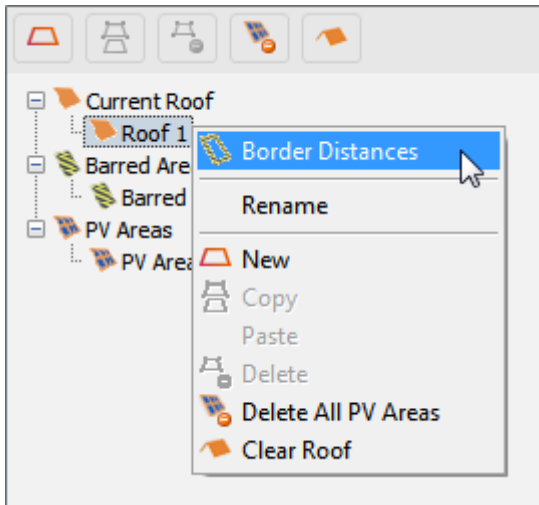 Current Roof
Roof 1
Border Distances
Barred Are
Barred
Rename
PV Areas
PV Area
New
Copy
Paste
Delete
Delete All PV Areas
Clear Roof